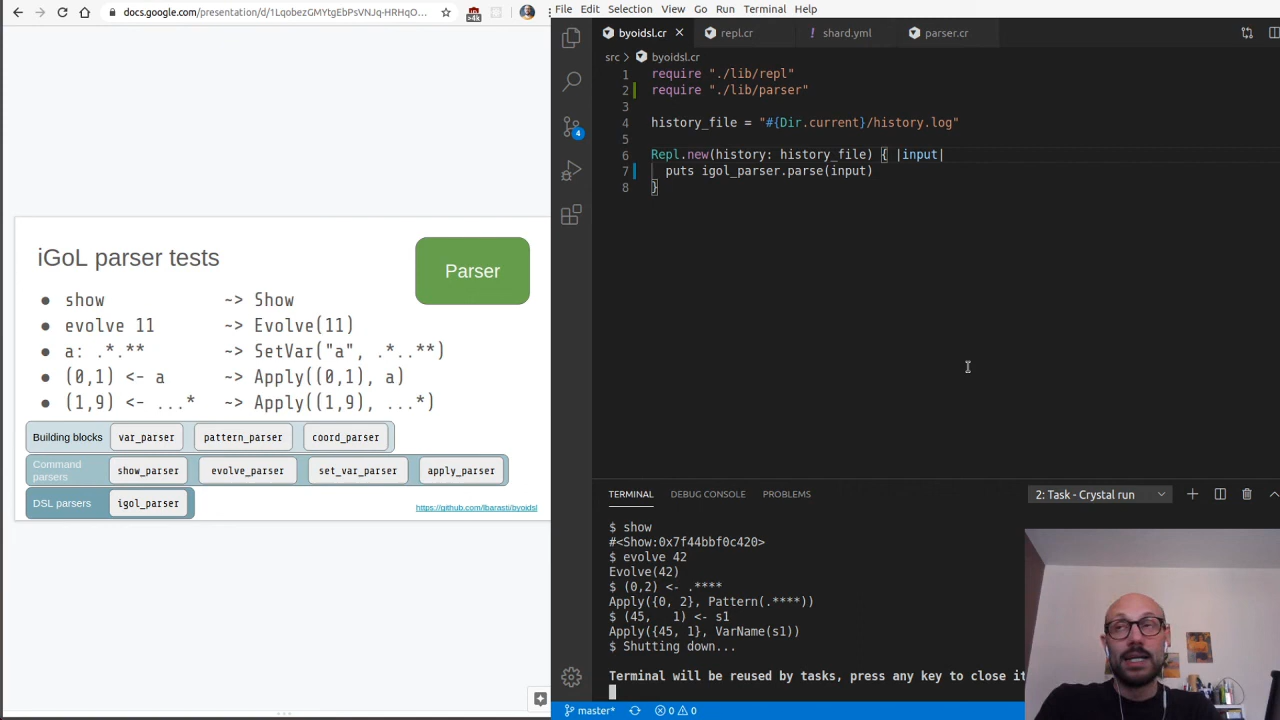 docs.google.com/presentation/d/1LqobezGMYtgEbPsVNJq-HRHqO...
>4k
iGoL parser tests
Parser
● show ~> Show
● evolve 11 ~> Evolve(11)
● a: .*.** ~> SetVar("a", .*..**)
● (0,1) <- a ~> Apply((0,1), a)
● (1,9) <- ...* ~> Apply((1,9), ...*)
Building blocks var_parser pattern_parser coord_parser
Command parsers show_parser evolve_parser set_var_parser apply_parser
DSL parsers igol_parser
https://github.com/lbarasti/byoidsl
File Edit Selection View Go Run Terminal Help
byoidsl.cr repl.cr ! shard.yml parser.cr
src > byoidsl.cr
4
1 require "./lib/repl"
2 require "./lib/parser"
3
4 history_file = "#{Dir.current}/history.log"
5
6 Repl.new(history: history_file) { |input|
7 puts igol_parser.parse(input)
8 }
TERMINAL DEBUG CONSOLE PROBLEMS 2: Task - Crystal run
$ show
#<Show:0x7f44bbf0c420>
$ evolve 42
Evolve(42)
$ (0,2) <- .****
Apply({0, 2}, Pattern(.****))
$ (45, 1) <- s1
Apply({45, 1}, VarName(s1))
$ Shutting down...
Terminal will be reused by tasks, press any key to close it
master* 0 0